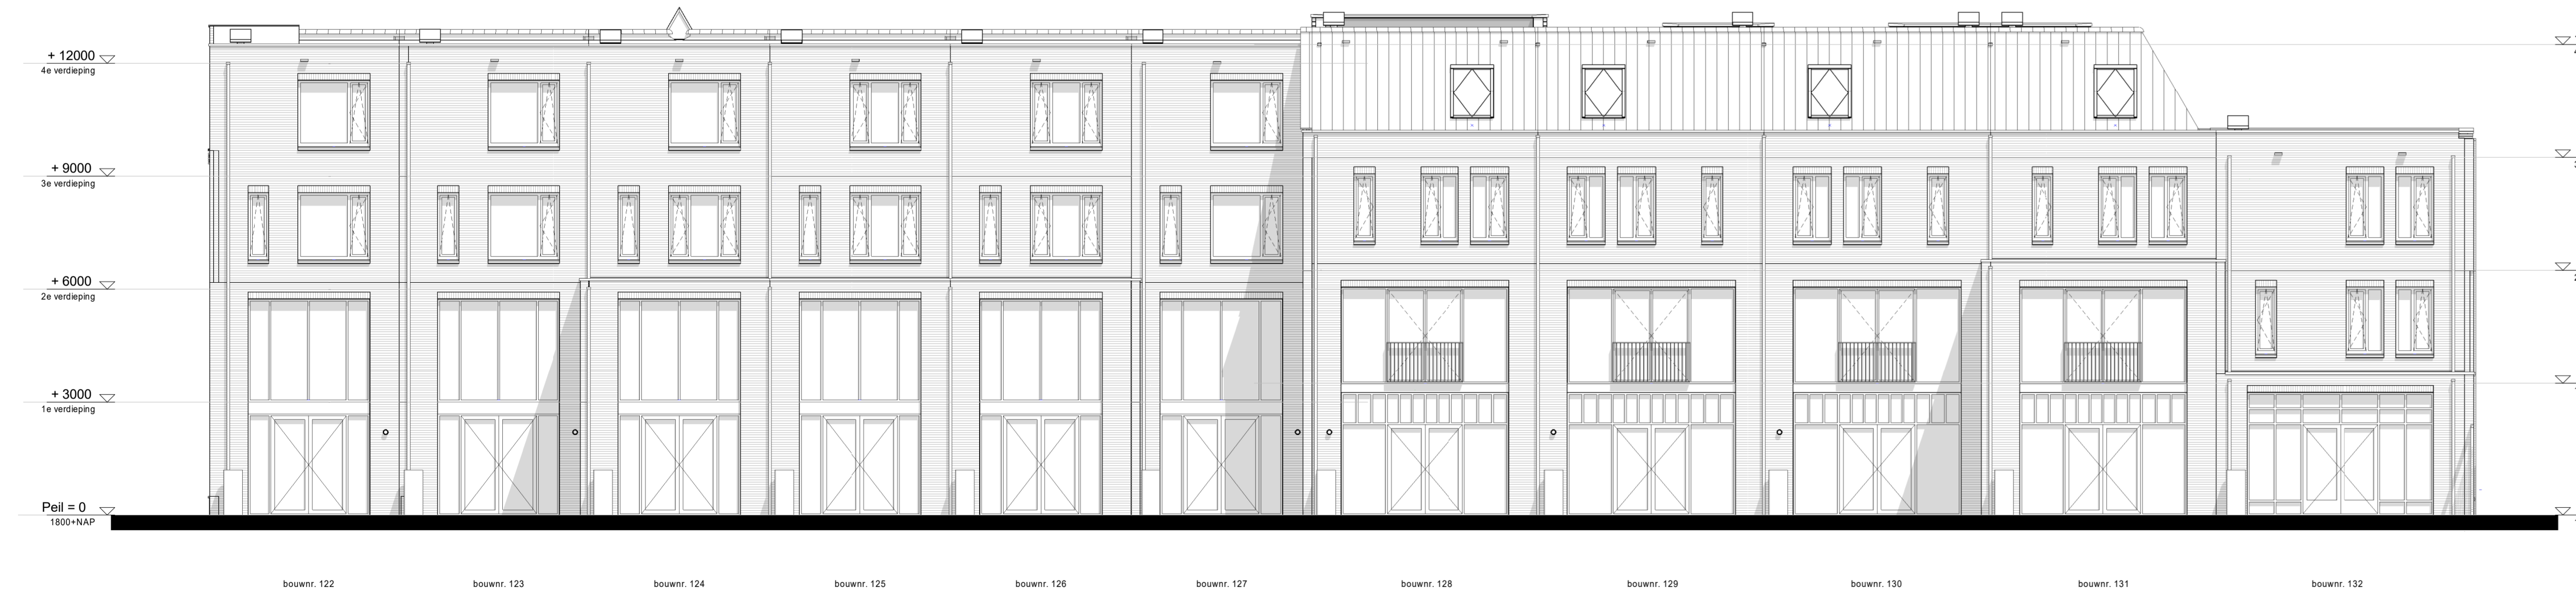 + 12000
4e verdieping
+ 9000
3e verdieping
+ 6000
2e verdieping
+ 3000
1e verdieping
Peil = 0
1800+NAP
bouwnr. 122 bouwnr. 123 bouwnr. 124 bouwnr. 125 bouwnr. 126 bouwnr. 127 bouwnr. 128 bouwnr. 129 bouwnr. 130 bouwnr. 131 bouwnr. 132